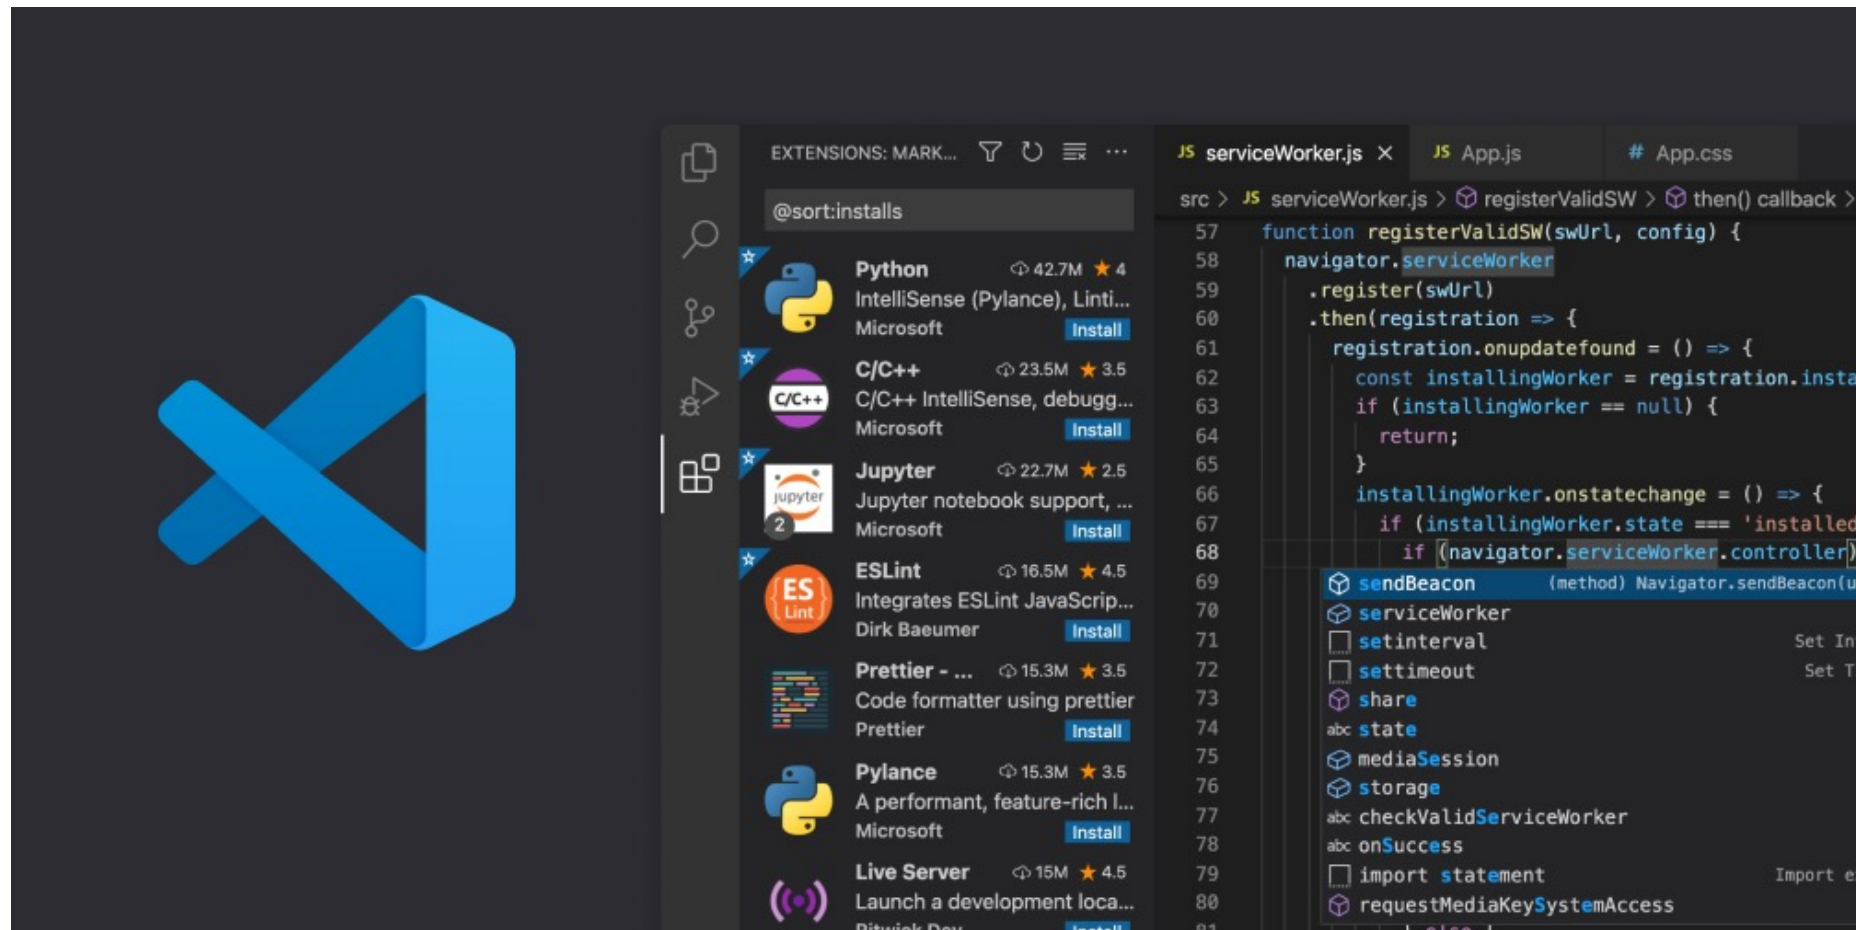 EXTENSIONS: MARK...
@sort:installs
Python 42.7M 4
IntelliSense (Pylance), Linti...
Microsoft Install
C/C++
C/C++ 23.5M 3.5
C/C++ IntelliSense, debugg...
Microsoft Install
jupyter
2
Jupyter 22.7M 2.5
Jupyter notebook support, ...
Microsoft Install
ES
Lint
ESLint 16.5M 4.5
Integrates ESLint JavaScrip...
Dirk Baeumer Install
Prettier - ... 15.3M 3.5
Code formatter using prettier
Prettier Install
Pylance 15.3M 3.5
A performant, feature-rich l...
Microsoft Install
Live Server 15M 4.5
Launch a development loca...
JS serviceWorker.js × JS App.js # App.css
src > JS serviceWorker.js > registerValidSW > then() callback >
57 function registerValidSW(swUrl, config) {
58 navigator.serviceWorker
59 .register(swUrl)
60 .then(registration => {
61 registration.onupdatefound = () => {
62 const installingWorker = registration.insta
63 if (installingWorker == null) {
64 return;
65 }
66 installingWorker.onstatechange = () => {
67 if (installingWorker.state === 'installed
68 if (navigator.serviceWorker.controller)
69 sendBeacon (method) Navigator.sendBeacon(u
70 serviceWorker
71 setinterval Set In
72 settimeout Set T
73 share
74 abc state
75 mediaSession
76 storage
77 abc checkValidServiceWorker
78 abc onSuccess
79 import statement Import e
80 requestMediaKeySystemAccess